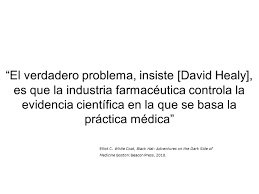 “El verdadero problema, insiste [David Healy],
es que la industria farmacéutica controla la
evidencia científica en la que se basa la
práctica médica”
Elliot C. White Coat, Black Hat: Adventures on the Dark Side of
Medicine Boston: Beacon Press, 2010.